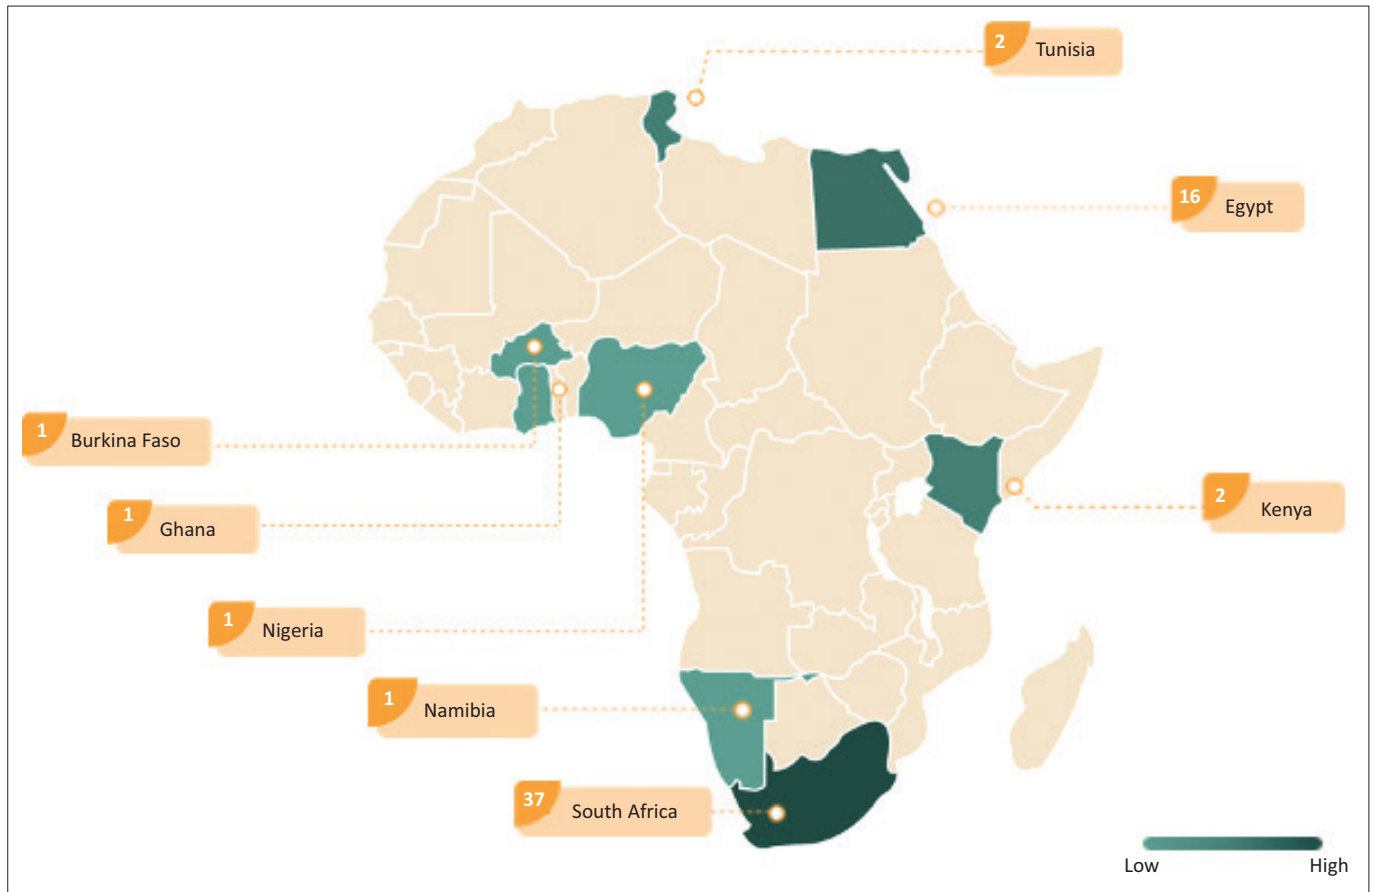 2
Tunisia
16
Egypt
1
Burkina Faso
2
Kenya
1
Ghana
1
Nigeria
1
Namibia
37
South Africa
Low
High